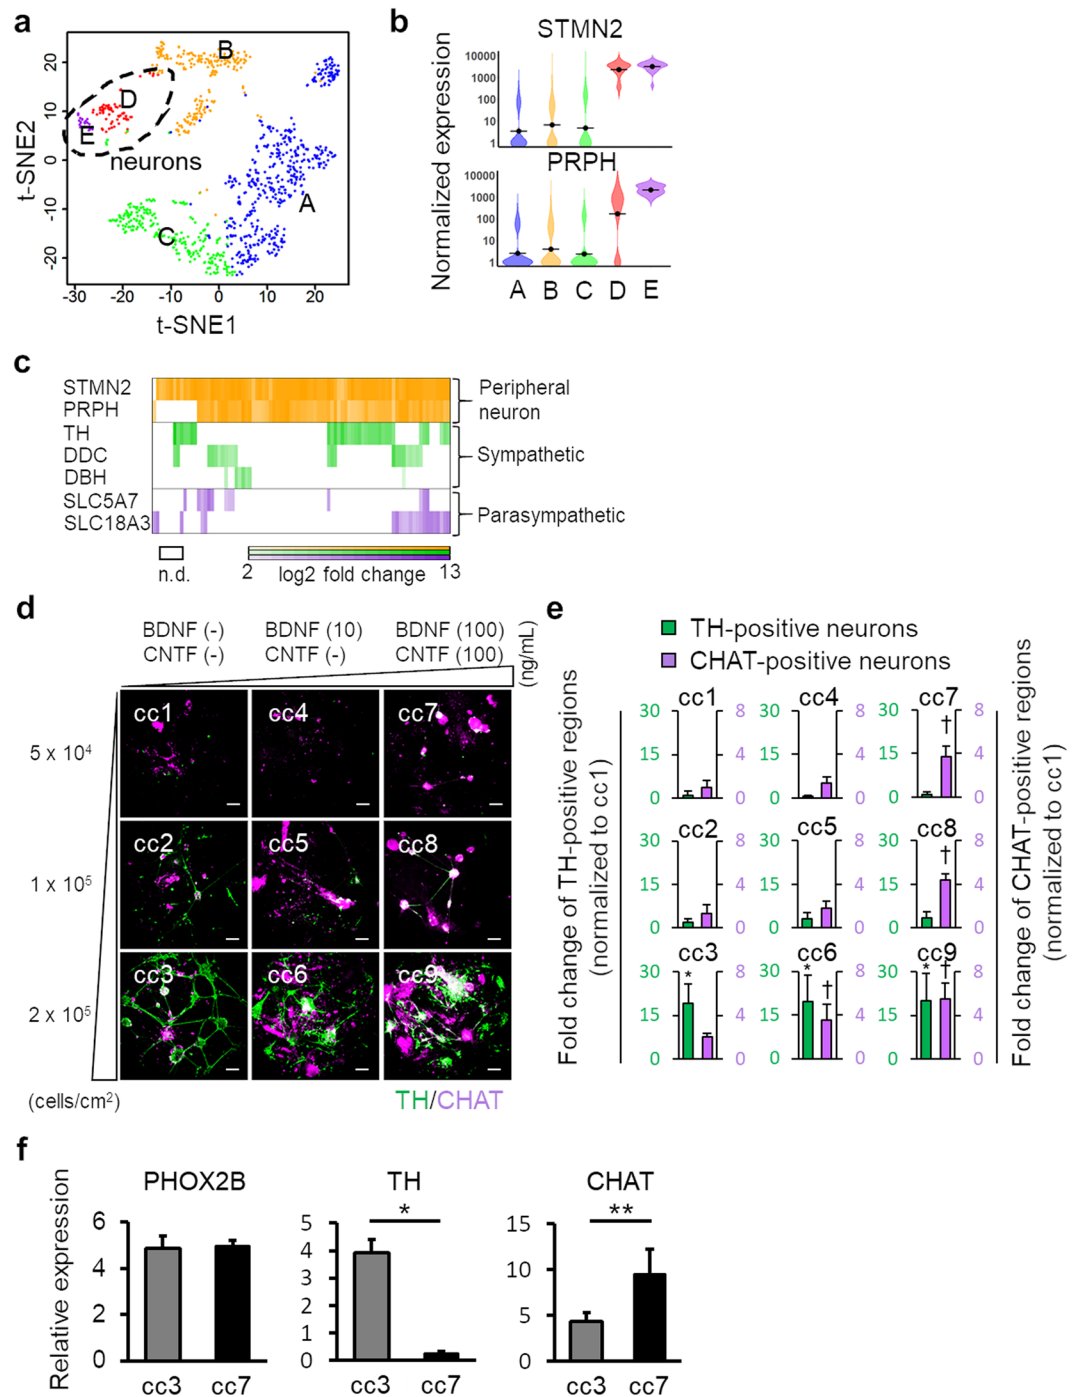 a
t-SNE2
20
10
0
-10
-20
B
D
E
neurons
A
C
-30 -20 -10 0 10 20
t-SNE1
b
Normalized expression
STMN2
10000
1000
100
10
1
PRPH
10000
1000
100
10
1
A B C D E
c
STMN2
PRPH
TH
DDC
DBH
SLC5A7
SLC18A3
Peripheral
neuron
Sympathetic
Parasympathetic
n.d.
2 log2 fold change 13
d
BDNF (-) BDNF (10) BDNF (100)
CNTF (-) CNTF (-) CNTF (100)
(ng/mL)
5 x 10⁴
cc1 cc4 cc7
1 x 10⁵
cc2 cc5 cc8
2 x 10⁵
cc3 cc6 cc9
(cells/cm²)
TH/CHAT
e
TH-positive neurons
CHAT-positive neurons
Fold change of TH-positive regions
(normalized to cc1)
Fold change of CHAT-positive regions
(normalized to cc1)
cc1 cc4 cc7
30 8 30 8 30 † 8
15 4 15 4 15 4
0 0 0 0 0 0
cc2 cc5 cc8
30 8 30 8 30 † 8
15 4 15 4 15 4
0 0 0 0 0 0
cc3 cc6 cc9
30 * 8 30 * † 8 30 * † 8
15 4 15 4 15 4
0 0 0 0 0 0
f
Relative expression
PHOX2B
6
4
2
0
cc3 cc7
TH
*
5
4
3
2
1
0
cc3 cc7
CHAT
**
15
10
5
0
cc3 cc7